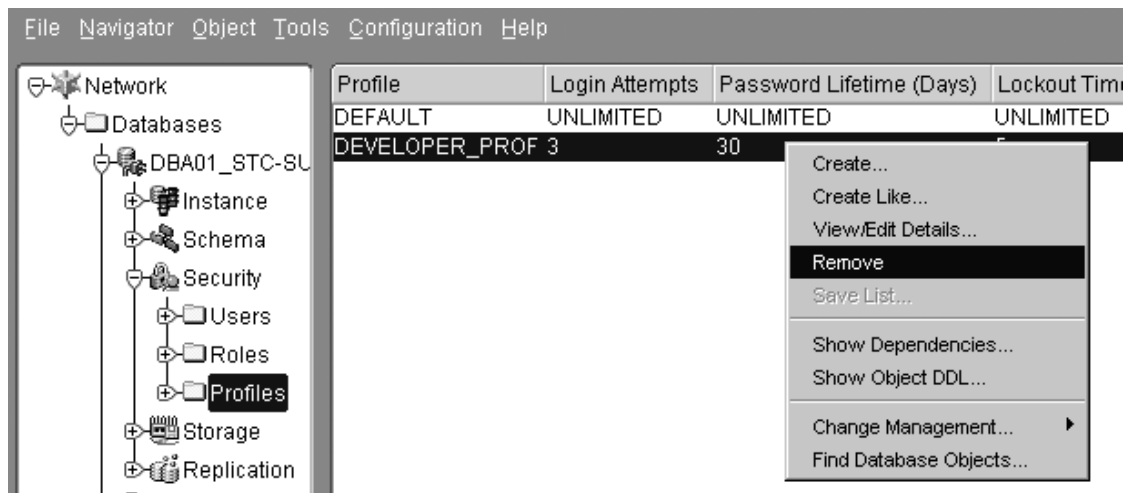 File Navigator Object Tools Configuration Help
Network
Databases
DBA01_STC-SU
Instance
Schema
Security
Users
Roles
Profiles
Storage
Replication
Profile Login Attempts Password Lifetime (Days) Lockout Time
DEFAULT UNLIMITED UNLIMITED UNLIMITED
DEVELOPER_PROF 3 30
Create...
Create Like...
View/Edit Details...
Remove
Save List...
Show Dependencies...
Show Object DDL...
Change Management...
Find Database Objects...